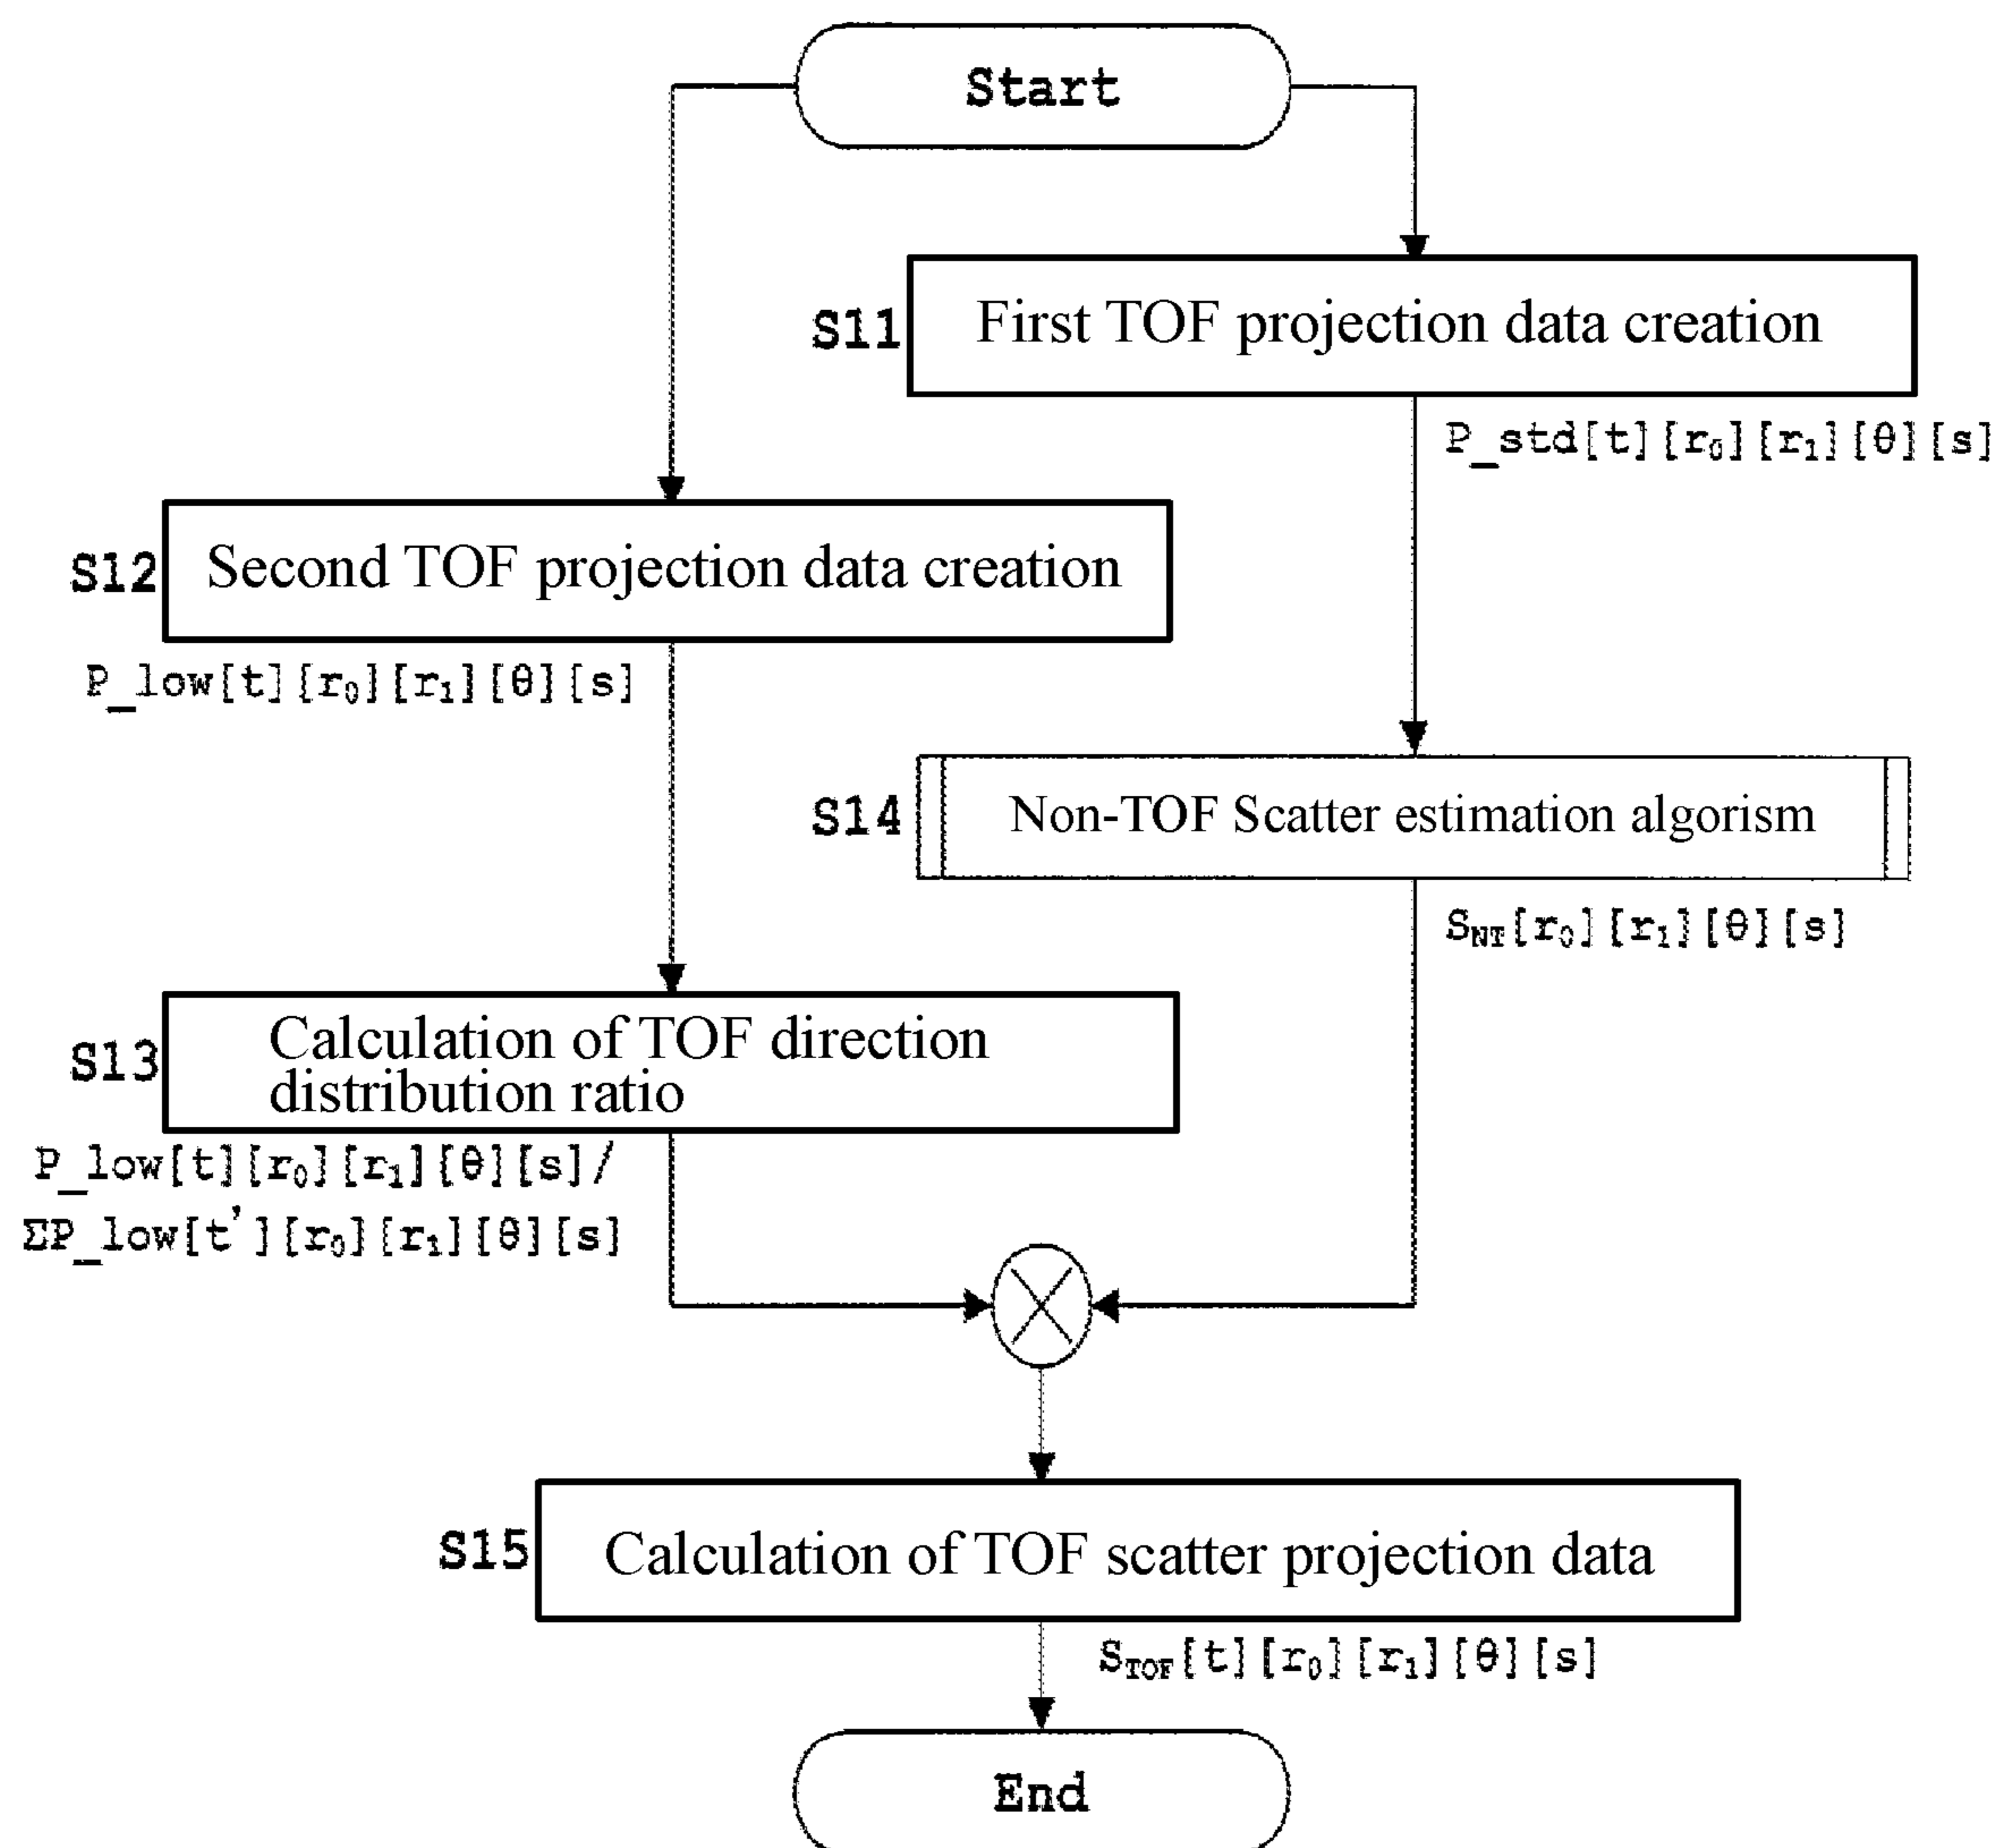 Start
S11
First TOF projection data creation
P_std[t][r₀][r₁][θ][s]
S12
Second TOF projection data creation
P_low[t][r₀][r₁][θ][s]
S14
Non-TOF Scatter estimation algorism
S_NT[r₀][r₁][θ][s]
S13
Calculation of TOF direction
distribution ratio
P_low[t][r₀][r₁][θ][s]/
ΣP_low[t'][r₀][r₁][θ][s]
S15
Calculation of TOF scatter projection data
S_TOF[t][r₀][r₁][θ][s]
End